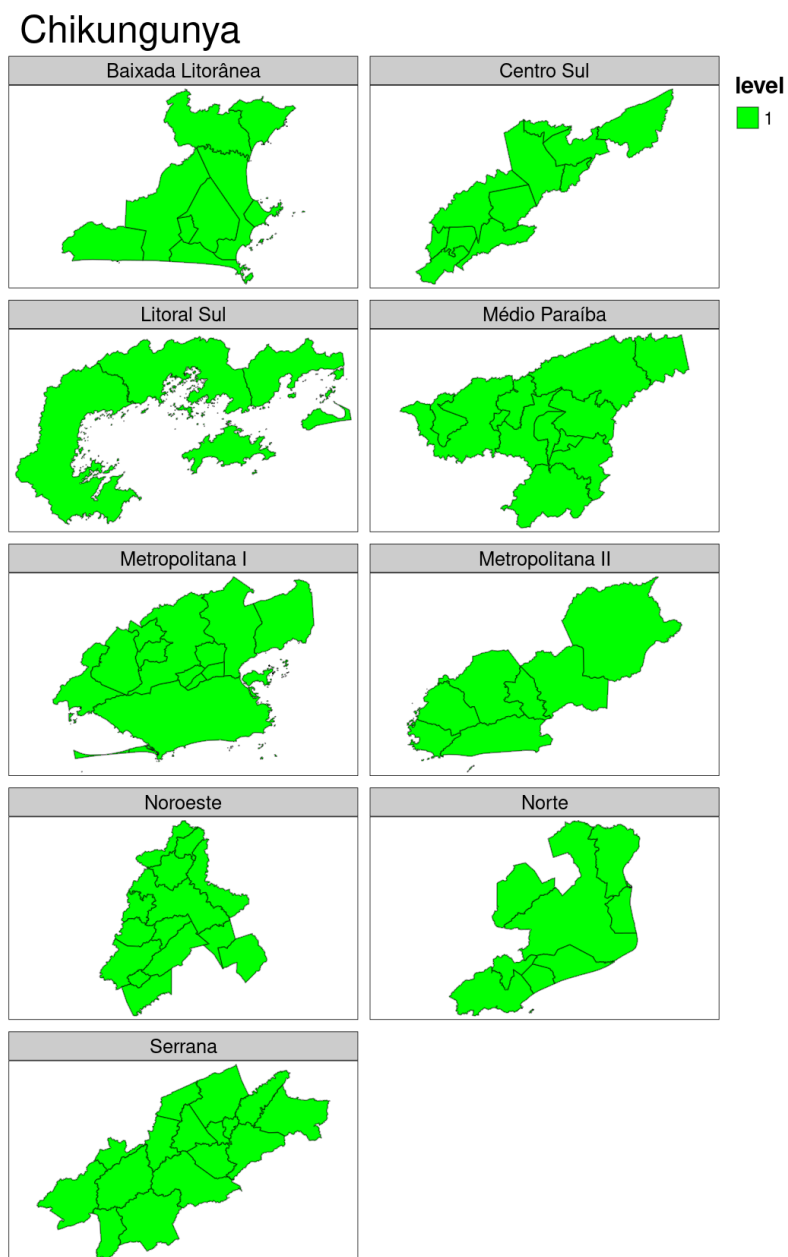 Chikungunya
Baixada Litorânea
Centro Sul
level
1
Litoral Sul
Médio Paraíba
Metropolitana I
Metropolitana II
Noroeste
Norte
Serrana